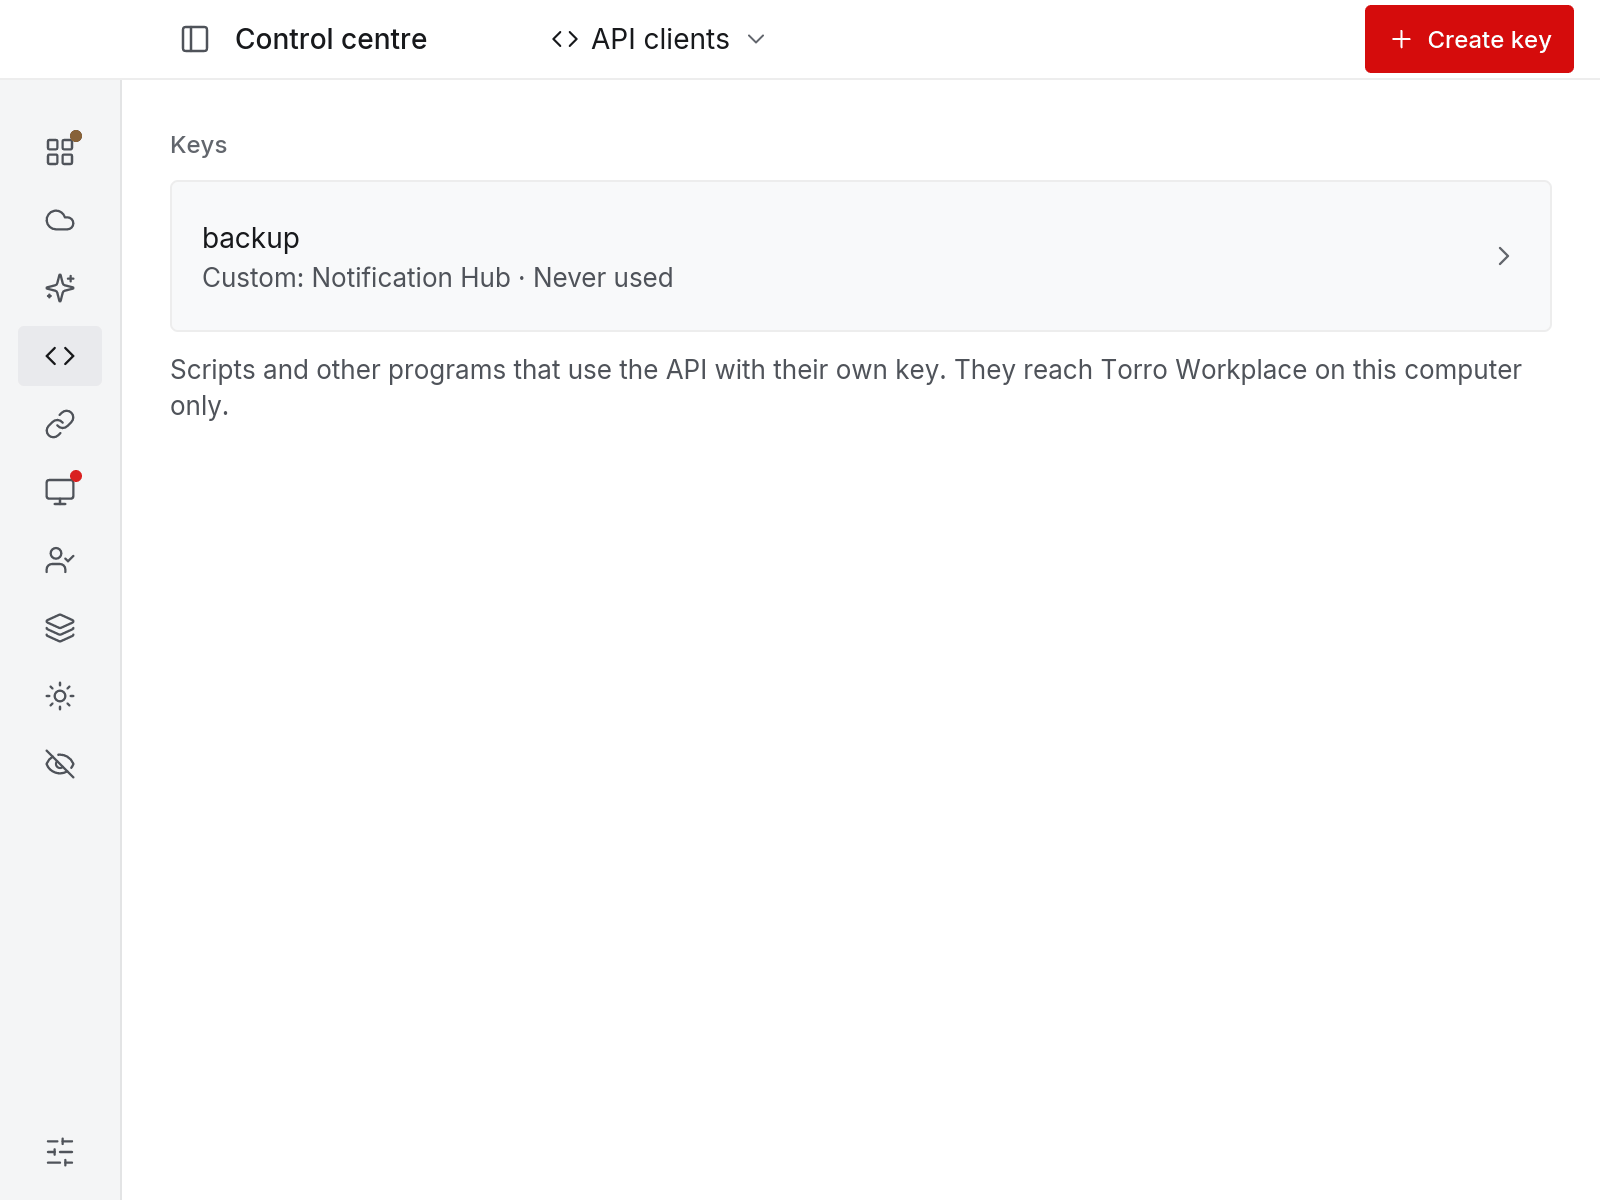 Control centre
API clients
Create key
Keys
backup
Custom: Notification Hub · Never used
Scripts and other programs that use the API with their own key. They reach Torro Workplace on this computer
only.